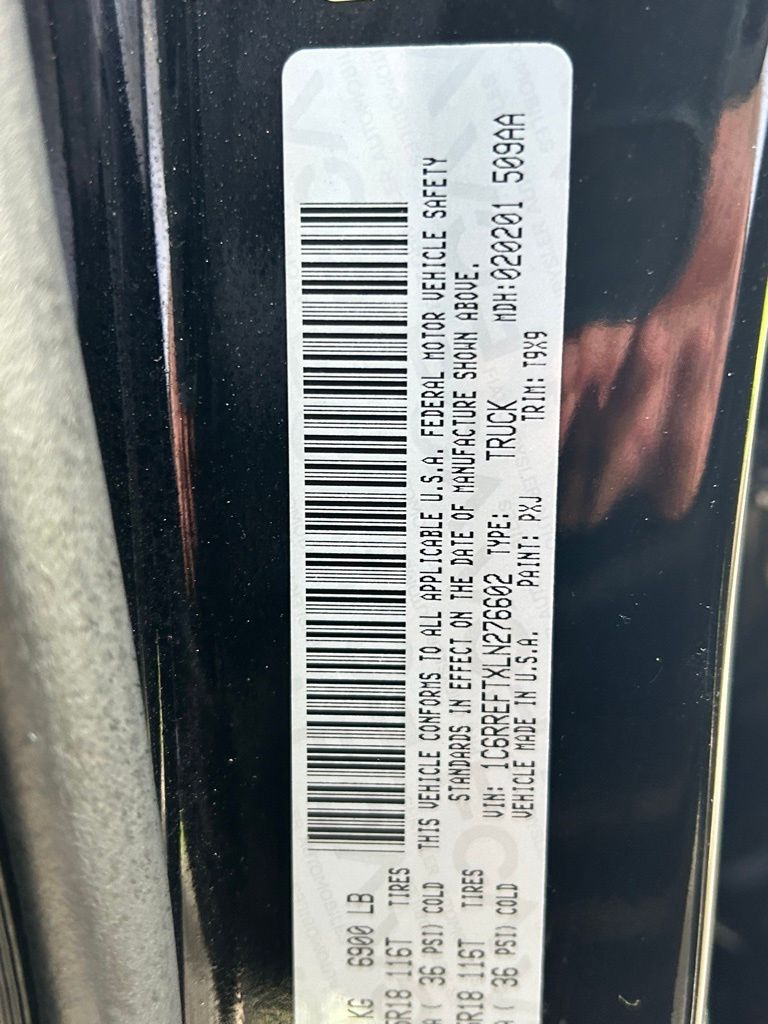 KG 6900 LB
5R18 116T TIRES
A ( 36 PSI) COLD
THIS VEHICLE CONFORMS TO ALL APPLICABLE U.S.A. FEDERAL MOTOR VEHICLE SAFETY
STANDARDS IN EFFECT ON THE DATE OF MANUFACTURE SHOWN ABOVE.
5R18 116T TIRES
A ( 36 PSI) COLD
VIN: 1C6RREFTXLN276602 TYPE: TRUCK MDH:020201 509AA
VEHICLE MADE IN U.S.A. PAINT: PXJ TRIM: T9X9